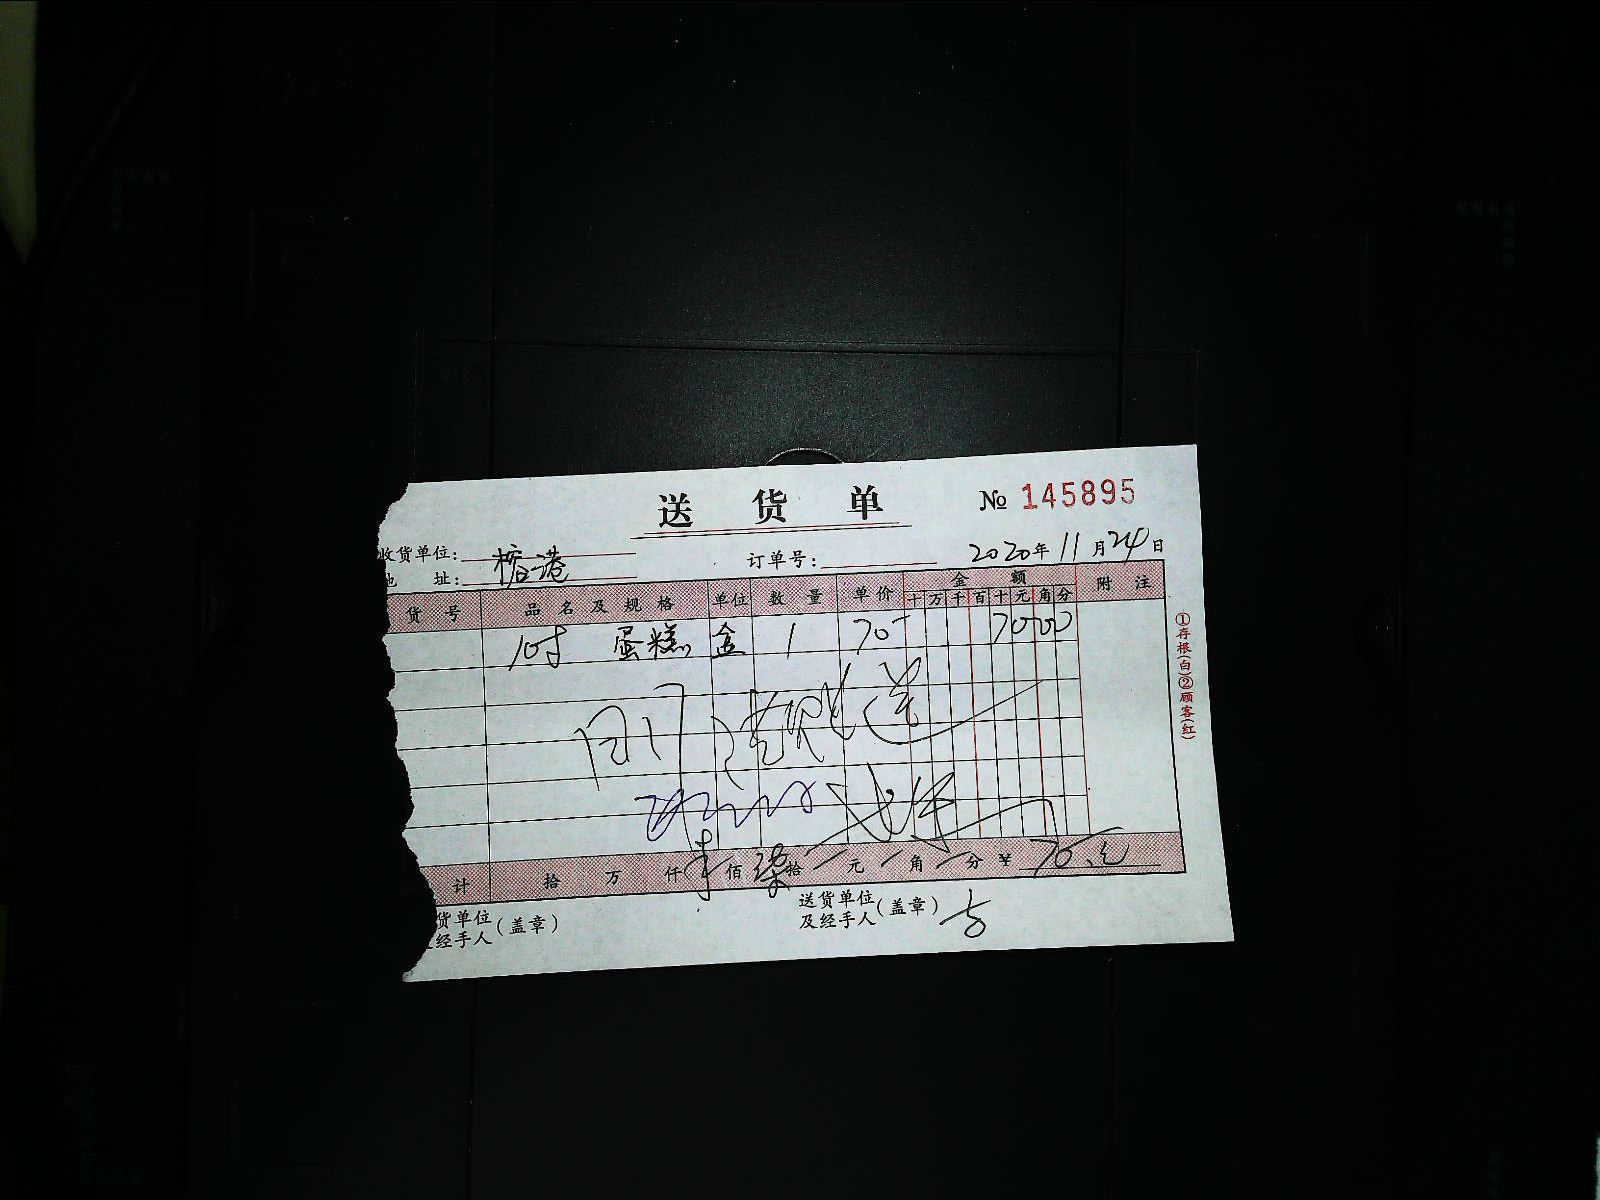 送货单 № 145895
收货单位: 榕港 订单号: 2020年11月24日
地 址:
货号 品名及规格 单位 数量 单价 金额 附注
十万千百十元角分
10寸 蛋糕 盒 1 70- 7000
计 拾 万 仟 佰 柒拾 元 角 分 ¥ 70.元
货单位及经手人(盖章) 送货单位及经手人(盖章)
①存根(白)②顾客(红)